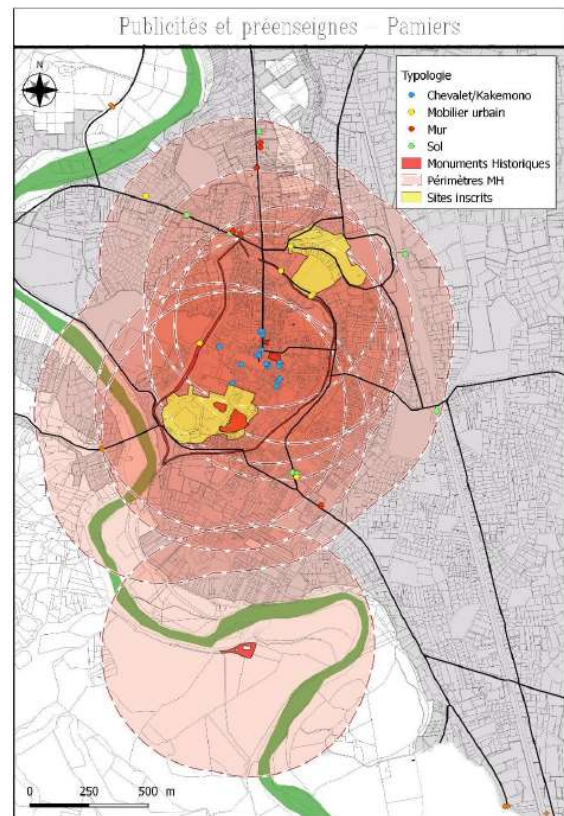 Publicités et préenseignes – Pamiers
N
Typologie
Chevalet/Kakemono
Mobilier urbain
Mur
Sol
Monuments Historiques
Périmètres MH
Sites inscrits
0 250 500 m